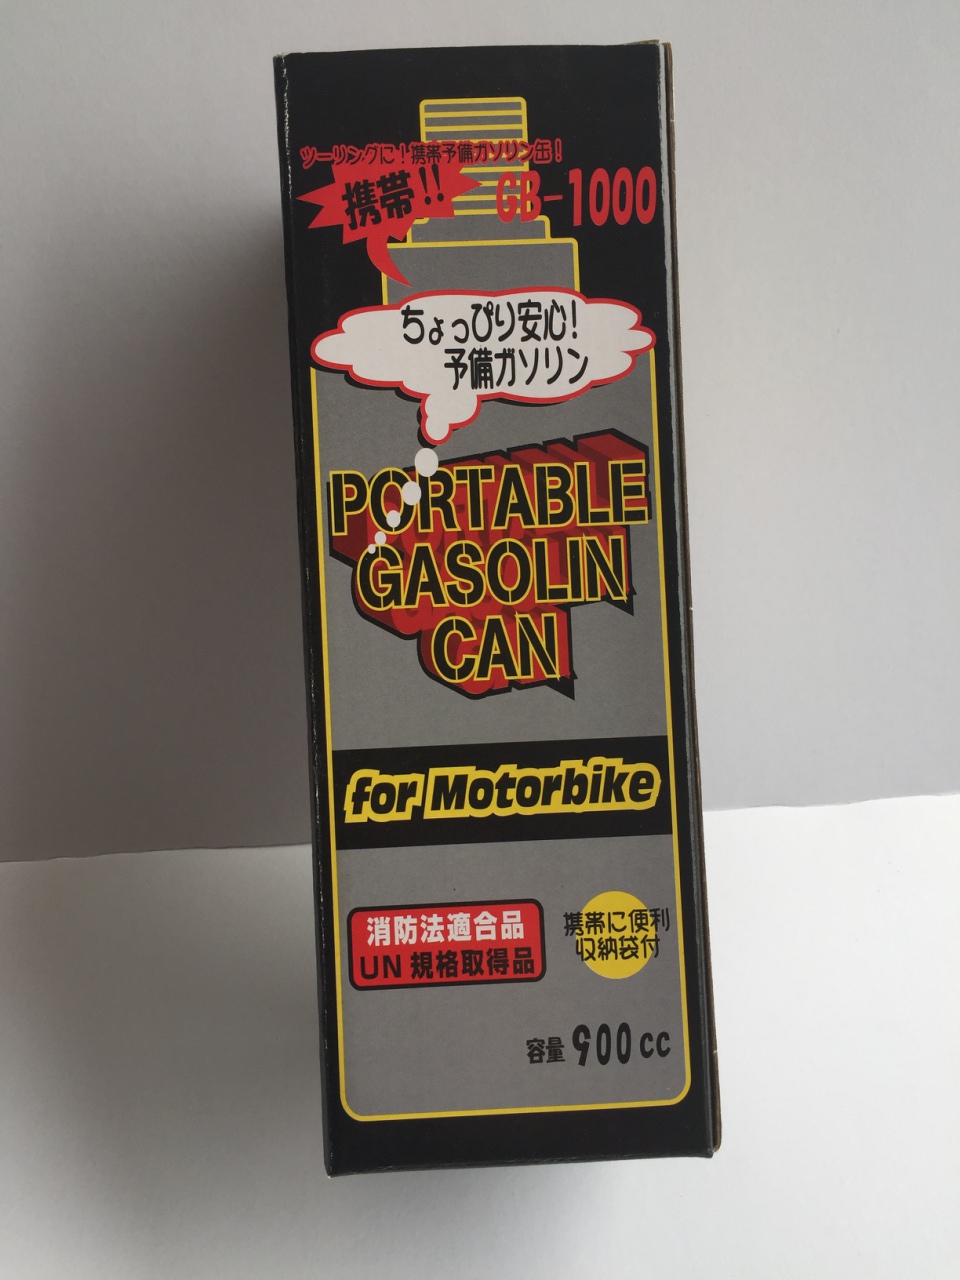 ツーリングに！携帯予備ガソリン缶！
携帯!!
GB-1000
ちょっぴり安心！
予備ガソリン
PORTABLE
GASOLIN
CAN
for Motorbike
消防法適合品
UN 規格取得品
携帯に便利
収納袋付
容量 900cc